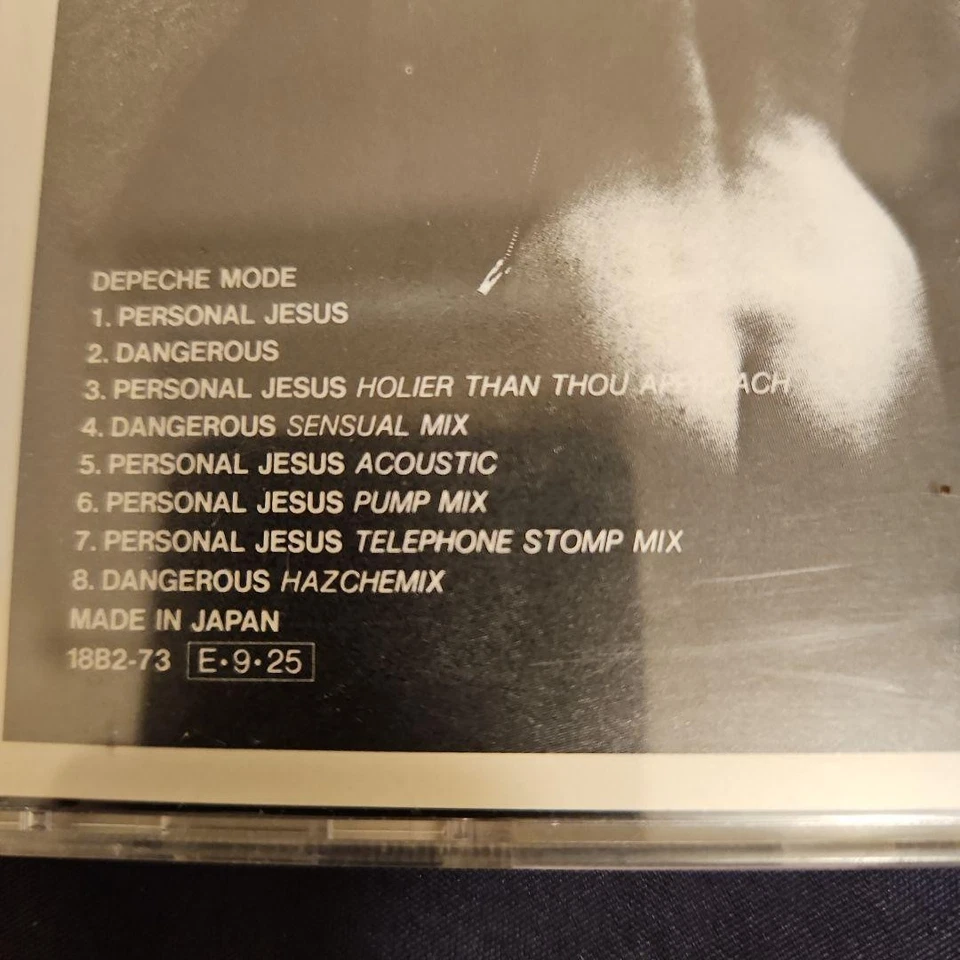 DEPECHE MODE
1. PERSONAL JESUS
2. DANGEROUS
3. PERSONAL JESUS HOLIER THAN THOU APPROACH
4. DANGEROUS SENSUAL MIX
5. PERSONAL JESUS ACOUSTIC
6. PERSONAL JESUS PUMP MIX
7. PERSONAL JESUS TELEPHONE STOMP MIX
8. DANGEROUS HAZCHEMIX
MADE IN JAPAN
18B2-73 E•9•25